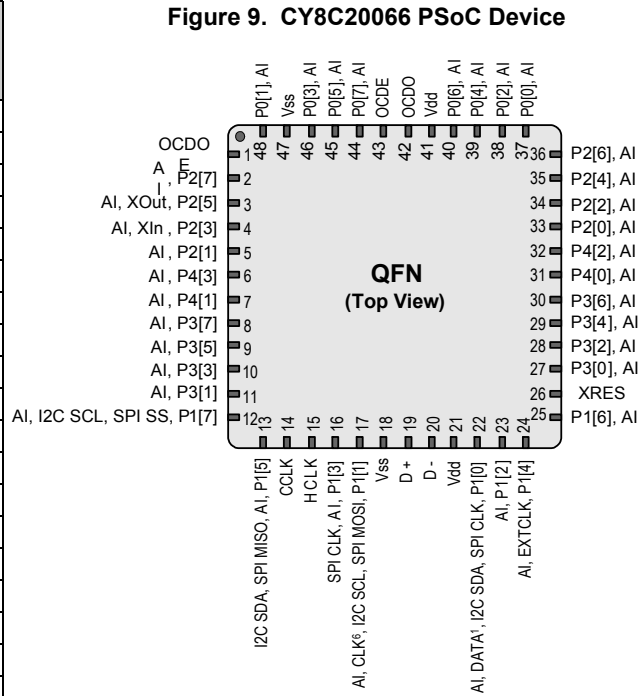 Figure 9. CY8C20066 PSoC Device
P0[1], AI
Vss
P0[3], AI
P0[5], AI
P0[7], AI
OCDE
OCDO
Vdd
P0[6], AI
P0[4], AI
P0[2], AI
P0[0], AI
48
47
46
45
44
43
42
41
40
39
38
37
OCDO
E
1
A
I
, P2[7]
2
AI, XOut, P2[5]
3
AI, XIn , P2[3]
4
AI , P2[1]
5
AI , P4[3]
6
AI , P4[1]
7
AI, P3[7]
8
AI, P3[5]
9
AI, P3[3]
10
AI, P3[1]
11
AI, I2C SCL, SPI SS, P1[7]
12
QFN
(Top View)
36 P2[6], AI
35 P2[4], AI
34 P2[2], AI
33 P2[0], AI
32 P4[2], AI
31 P4[0], AI
30 P3[6], AI
29 P3[4], AI
28 P3[2], AI
27 P3[0], AI
26 XRES
25 P1[6], AI
13
14
15
16
17
18
19
20
21
22
23
24
I2C SDA, SPI MISO, AI, P1[5]
CCLK
HCLK
SPI CLK, AI, P1[3]
AI, CLK⁶, I2C SCL, SPI MOSI, P1[1]
Vss
D +
D -
Vdd
AI, DATA¹, I2C SDA, SPI CLK, P1[0]
AI, P1[2]
AI, EXTCLK, P1[4]